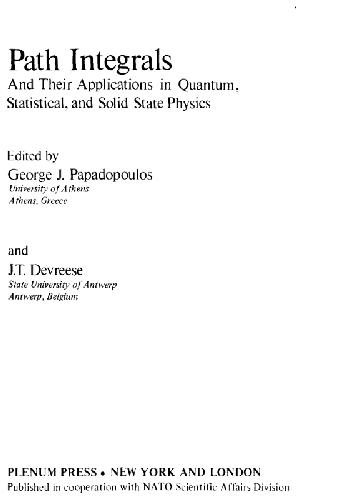 Path Integrals
And Their Applications in Quantum,
Statistical, and Solid State Physics
Edited by
George J. Papadopoulos
University of Athens
Athens, Greece
and
J.T. Devreese
State University of Antwerp
Antwerp, Belgium
PLENUM PRESS • NEW YORK AND LONDON
Published in cooperation with NATO Scientific Affairs Division